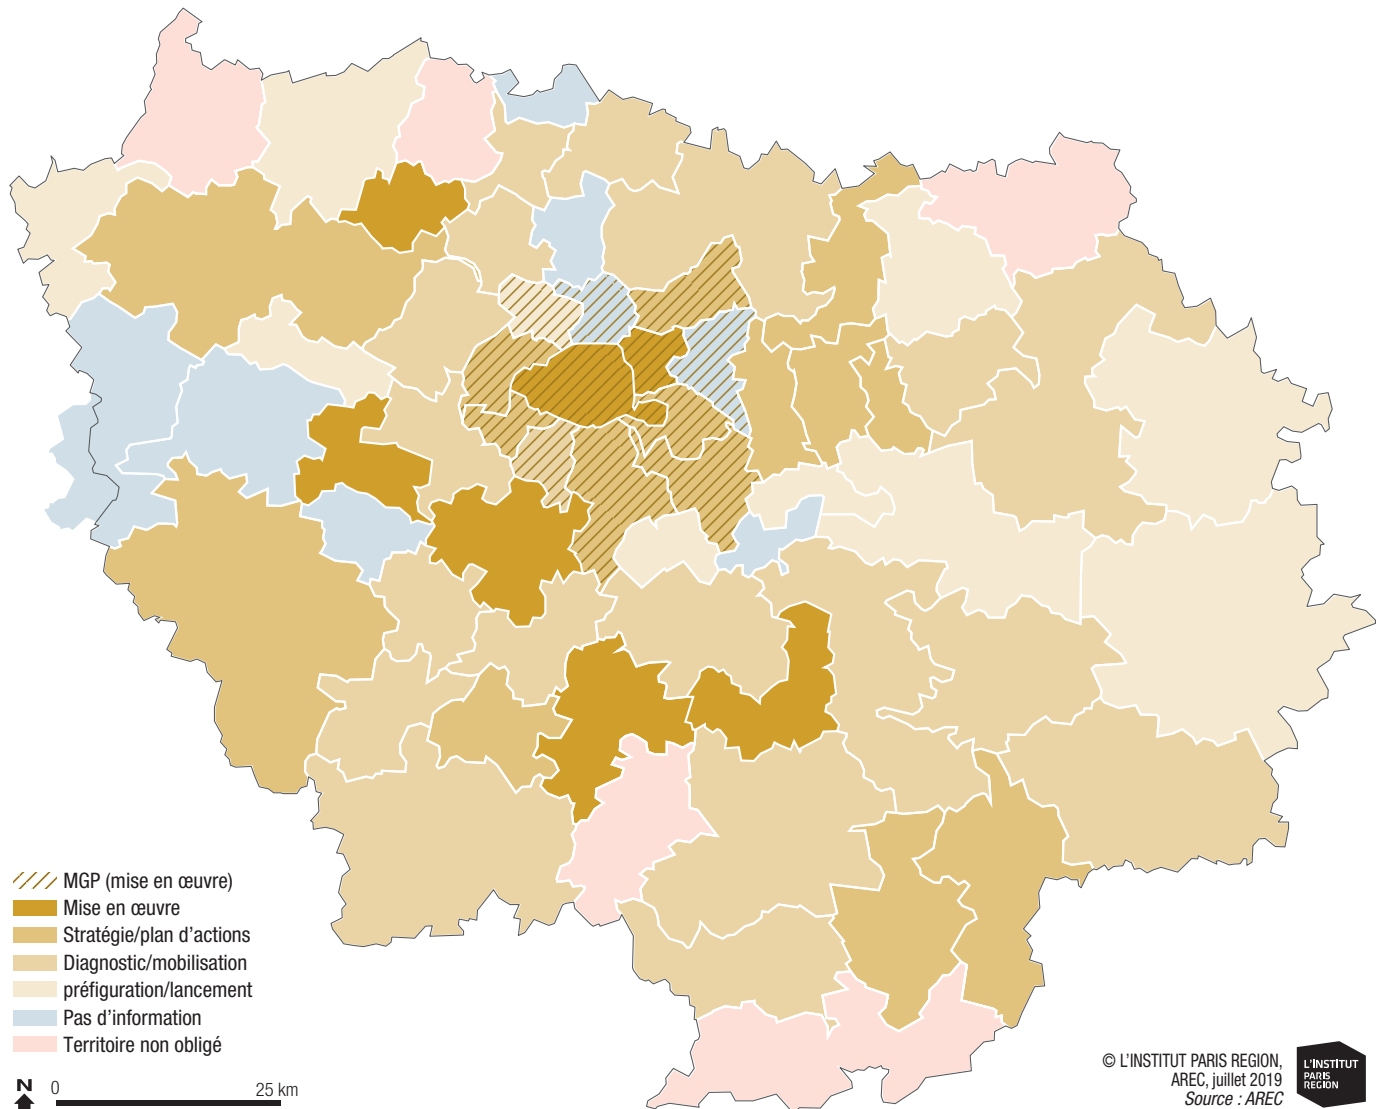 MGP (mise en œuvre)
Mise en œuvre
Stratégie/plan d’actions
Diagnostic/mobilisation
préfiguration/lancement
Pas d’information
Territoire non obligé
N
0
25 km
© L’INSTITUT PARIS REGION,
AREC, juillet 2019
Source : AREC
L’INSTITUT
PARIS
REGION